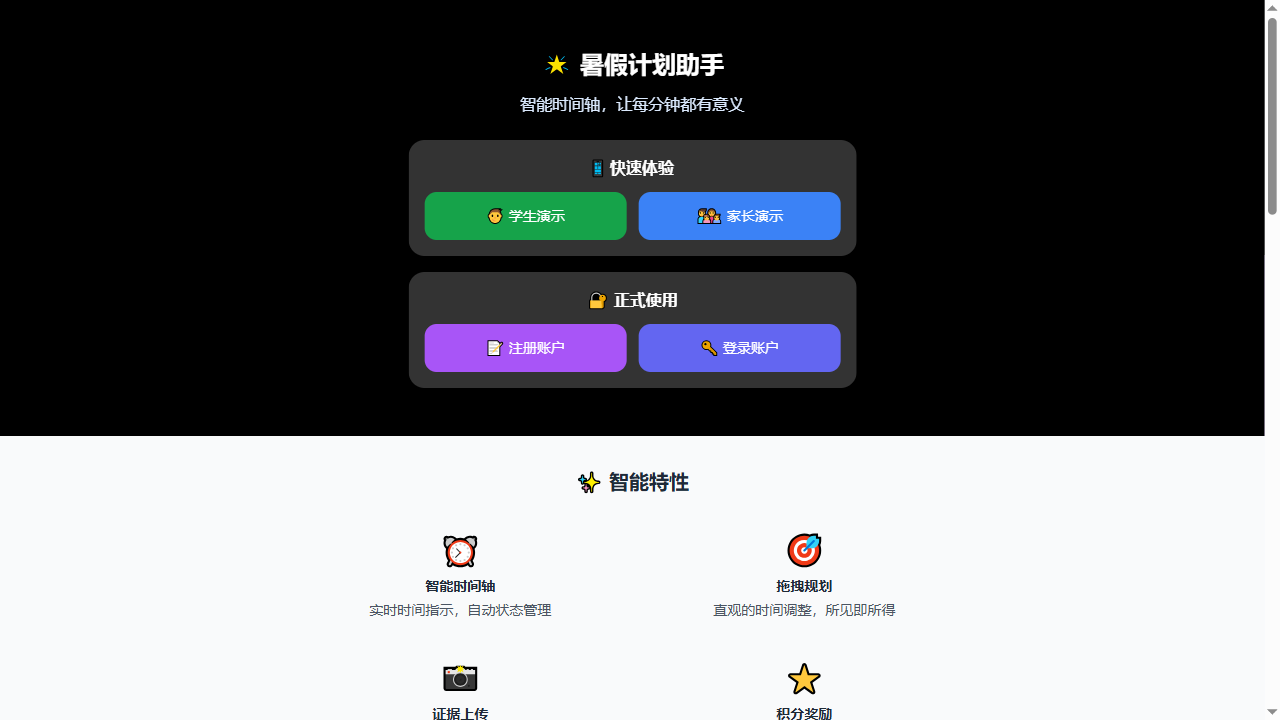 暑假计划助手
智能时间轴，让每分钟都有意义
快速体验
学生演示
家长演示
正式使用
注册账户
登录账户
智能特性
智能时间轴
拖拽规划
实时时间指示，自动状态管理
直观的时间调整，所见即所得
证据上传
积分奖励